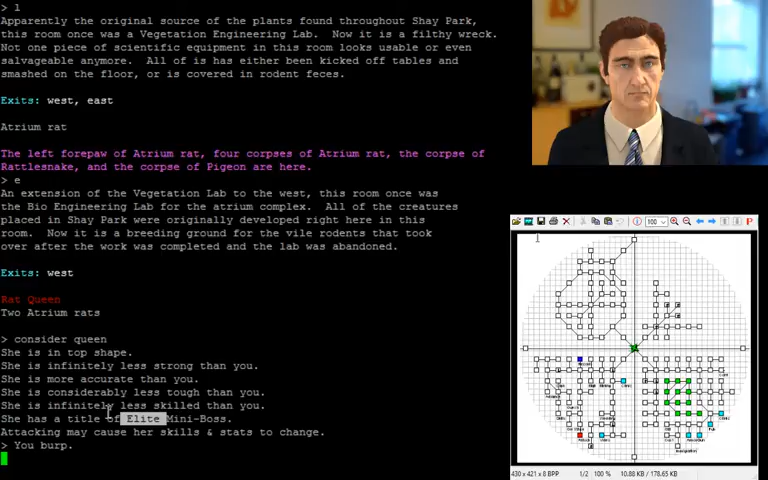 > l
Apparently the original source of the plants found throughout Shay Park,
this room once was a Vegetation Engineering Lab.  Now it is a filthy wreck.
Not one piece of scientific equipment in this room looks usable or even
salvageable anymore.  All of is has either been kicked off tables and
smashed on the floor, or is covered in rodent feces.
Exits: west, east
Atrium rat
The left forepaw of Atrium rat, four corpses of Atrium rat, the corpse of
Rattlesnake, and the corpse of Pigeon are here.
> e
An extension of the Vegetation Lab to the west, this room once was
the Bio Engineering Lab for the atrium complex.  All of the creatures
placed in Shay Park were originally developed right here in this
room.  Now it is a breeding ground for the vile rodents that took
over after the work was completed and the lab was abandoned.
Exits: west
Rat Queen
Two Atrium rats
> consider queen
She is in top shape.
She is infinitely less strong than you.
She is more accurate than you.
She is considerably less tough than you.
She is infinitely less skilled than you.
She has a title of Elite Mini-Boss.
Attacking may cause her skills & stats to change.
> You burp.
100
430 x 421 x 8 BPP 1/2 100 % 10.88 KB / 178.65 KB